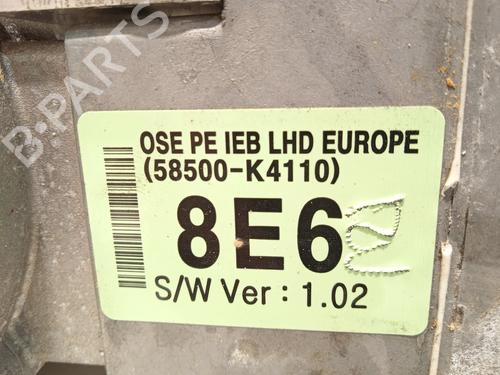 B-PARTS
OSE PE IEB LHD EUROPE
(58500-K4110)
8E6
S/W Ver : 1.02